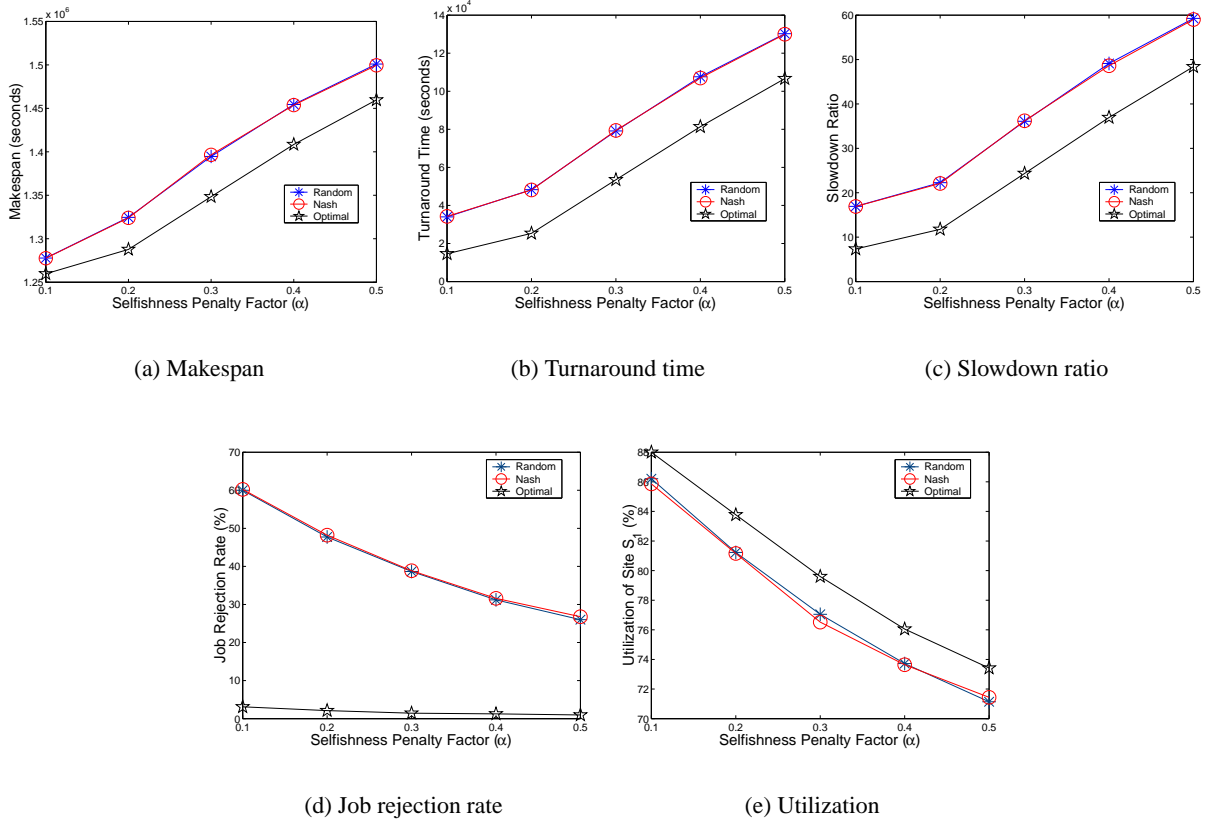 1.55
x 10^6
1.5
1.45
1.4
1.35
1.3
1.25
Makespan (seconds)
Random
Nash
Optimal
0.1 0.2 0.3 0.4 0.5
Selfishness Penalty Factor (α)
(a) Makespan
14
x 10^4
12
10
8
6
4
2
0
Turnaround Time (seconds)
Random
Nash
Optimal
0.1 0.2 0.3 0.4 0.5
Selfishness Penalty Factor (α)
(b) Turnaround time
60
50
40
30
20
10
0
Slowdown Ratio
Random
Nash
Optimal
0.1 0.2 0.3 0.4 0.5
Selfishness Penalty Factor (α)
(c) Slowdown ratio
70
60
50
40
30
20
10
0
Job Rejection Rate (%)
Random
Nash
Optimal
0.1 0.2 0.3 0.4 0.5
Selfishness Penalty Factor (α)
(d) Job rejection rate
88
86
84
82
80
78
76
74
72
70
Utilization of Site S_1 (%)
Random
Nash
Optimal
0.1 0.2 0.3 0.4 0.5
Selfishness Penalty Factor (α)
(e) Utilization